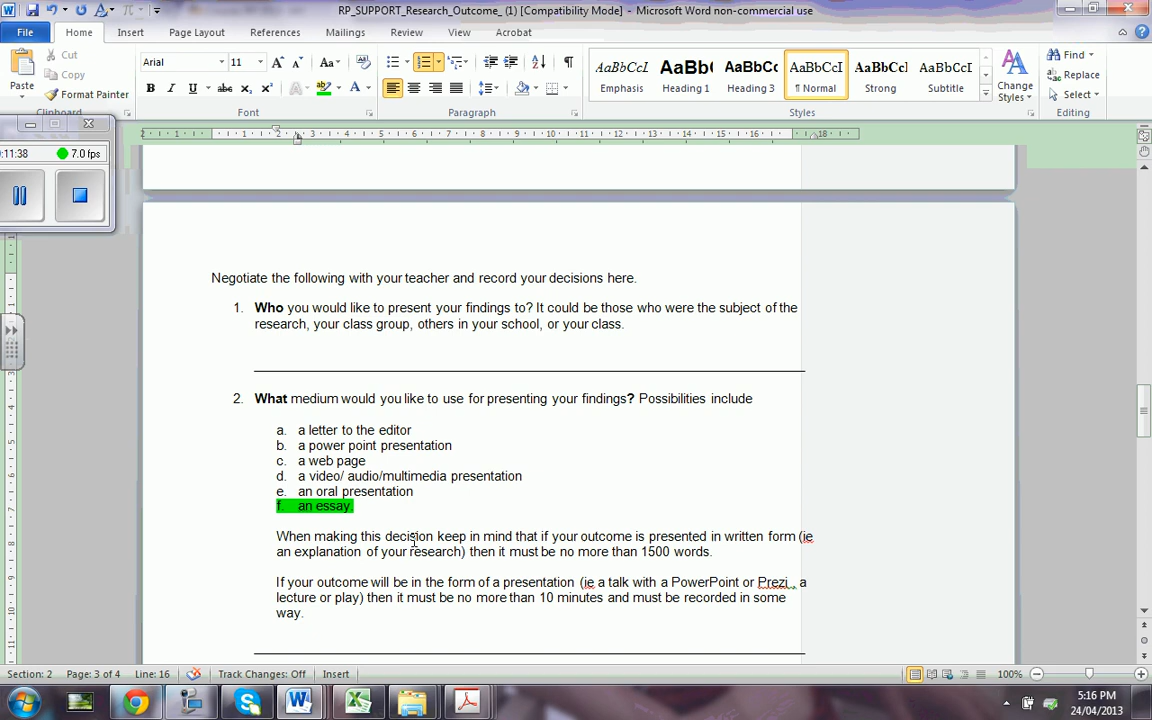 RP_SUPPORT_Research_Outcome_ (1) [Compatibility Mode] - Microsoft Word non-commercial use
File Home Insert Page Layout References Mailings Review View Acrobat
Paste
Cut
Copy
Format Painter
Clipboard
Arial 11
Font
Paragraph
AaBbCcI Emphasis
AaBb( Heading 1
AaBbCc Heading 3
AaBbCcI ¶ Normal
AaBbCcl Strong
AaBbCcI Subtitle
Change Styles
Styles
Find
Replace
Select
Editing
:11:38 7.0 fps
Negotiate the following with your teacher and record your decisions here.
1. Who you would like to present your findings to? It could be those who were the subject of the
research, your class group, others in your school, or your class.
2. What medium would you like to use for presenting your findings? Possibilities include
a. a letter to the editor
b. a power point presentation
c. a web page
d. a video/ audio/multimedia presentation
e. an oral presentation
f. an essay.
When making this decision keep in mind that if your outcome is presented in written form (ie
an explanation of your research) then it must be no more than 1500 words.
If your outcome will be in the form of a presentation (ie a talk with a PowerPoint or Prezi., a
lecture or play) then it must be no more than 10 minutes and must be recorded in some
way.
Section: 2 Page: 3 of 4 Line: 16 Track Changes: Off Insert 100%
5:16 PM
24/04/2013